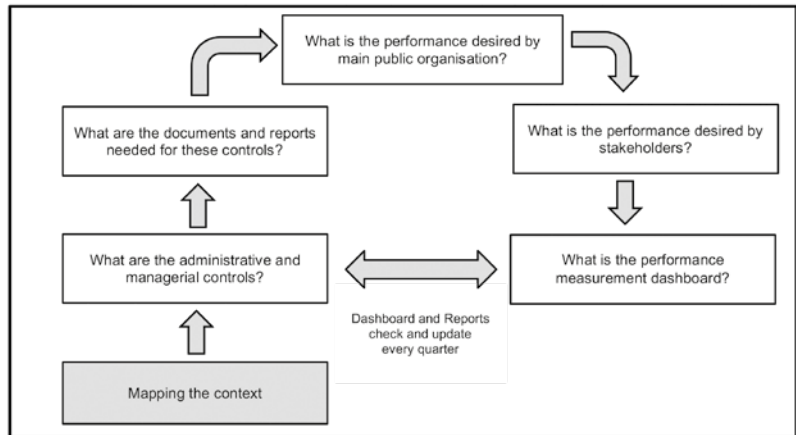 What is the performance desired by
main public organisation?
What are the documents and reports
needed for these controls?
What is the performance desired by
stakeholders?
What are the administrative and
managerial controls?
What is the performance
measurement dashboard?
Dashboard and Reports
check and update
every quarter
Mapping the context